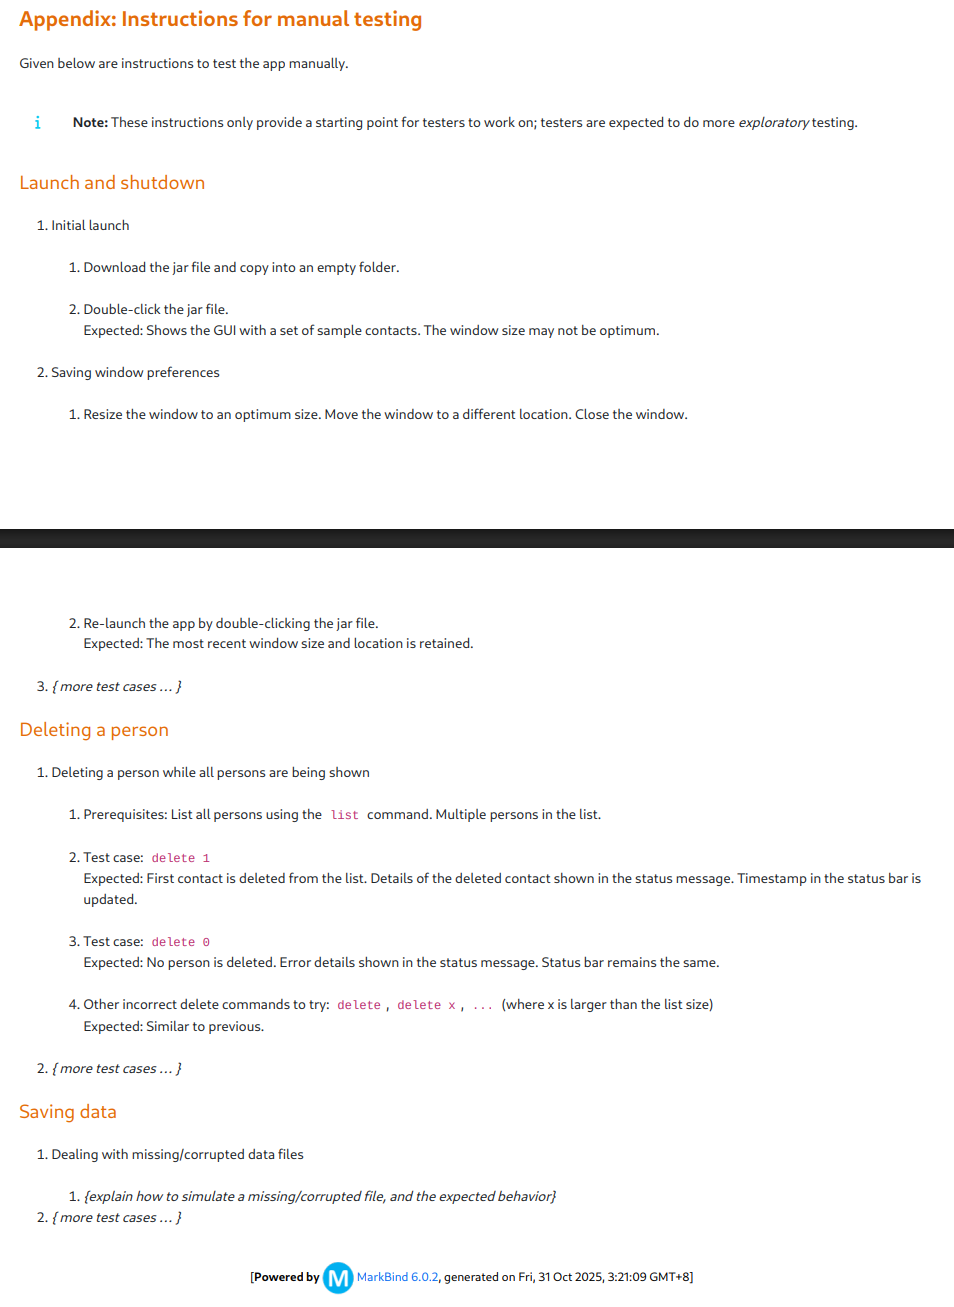 Appendix: Instructions for manual testing
Given below are instructions to test the app manually.
i Note: These instructions only provide a starting point for testers to work on; testers are expected to do more exploratory testing.
Launch and shutdown
1. Initial launch
1. Download the jar file and copy into an empty folder.
2. Double-click the jar file.
Expected: Shows the GUI with a set of sample contacts. The window size may not be optimum.
2. Saving window preferences
1. Resize the window to an optimum size. Move the window to a different location. Close the window.
2. Re-launch the app by double-clicking the jar file.
Expected: The most recent window size and location is retained.
3. { more test cases … }
Deleting a person
1. Deleting a person while all persons are being shown
1. Prerequisites: List all persons using the list command. Multiple persons in the list.
2. Test case: delete 1
Expected: First contact is deleted from the list. Details of the deleted contact shown in the status message. Timestamp in the status bar is
updated.
3. Test case: delete 0
Expected: No person is deleted. Error details shown in the status message. Status bar remains the same.
4. Other incorrect delete commands to try: delete , delete x , ... (where x is larger than the list size)
Expected: Similar to previous.
2. { more test cases … }
Saving data
1. Dealing with missing/corrupted data files
1. {explain how to simulate a missing/corrupted file, and the expected behavior}
2. { more test cases … }
[Powered by M MarkBind 6.0.2, generated on Fri, 31 Oct 2025, 3:21:09 GMT+8]